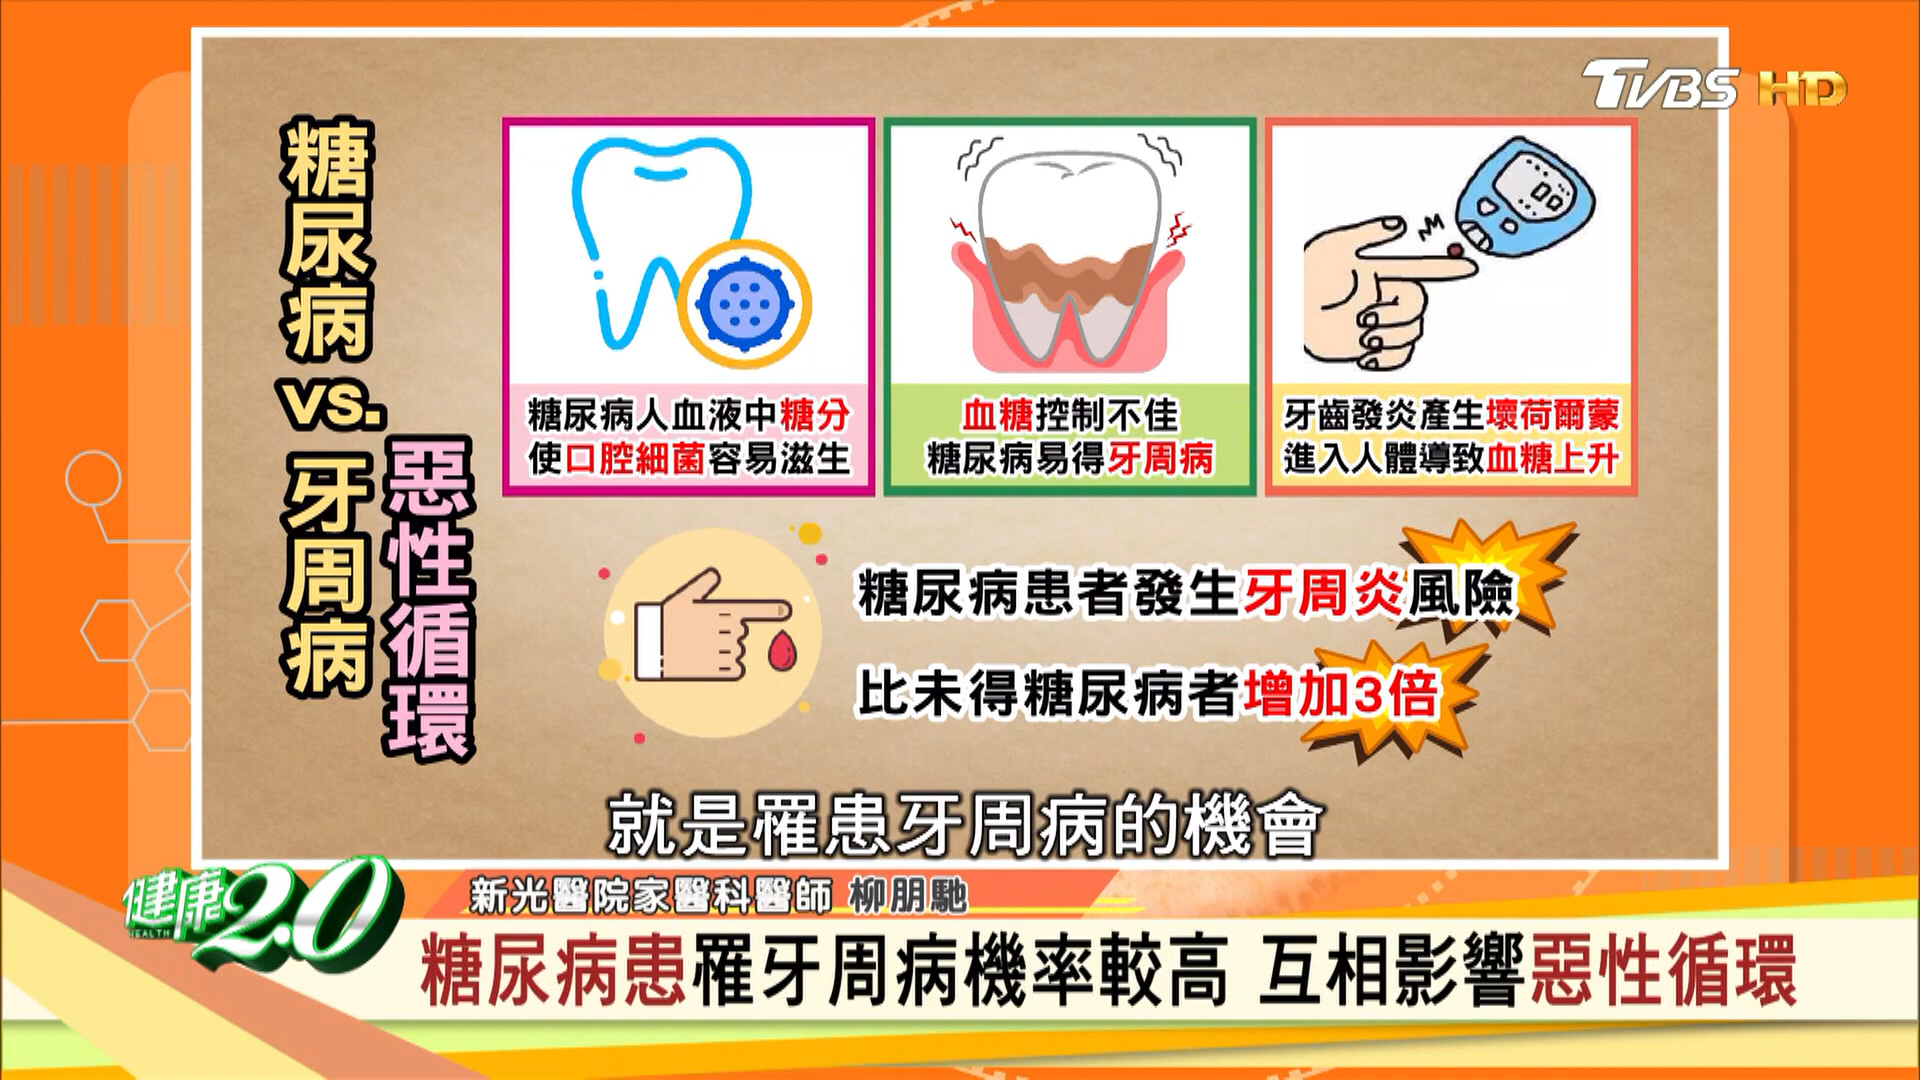 TVBS HD
糖尿病 vs. 牙周病
惡性循環
糖尿病人血液中糖分
使口腔細菌容易滋生
血糖控制不佳
糖尿病易得牙周病
牙齒發炎產生壞荷爾蒙
進入人體導致血糖上升
糖尿病患者發生牙周炎風險
比未得糖尿病者增加3倍
就是罹患牙周病的機會
健康2.0
HEALTH
新光醫院家醫科醫師 柳朋馳
糖尿病患罹牙周病機率較高 互相影響惡性循環